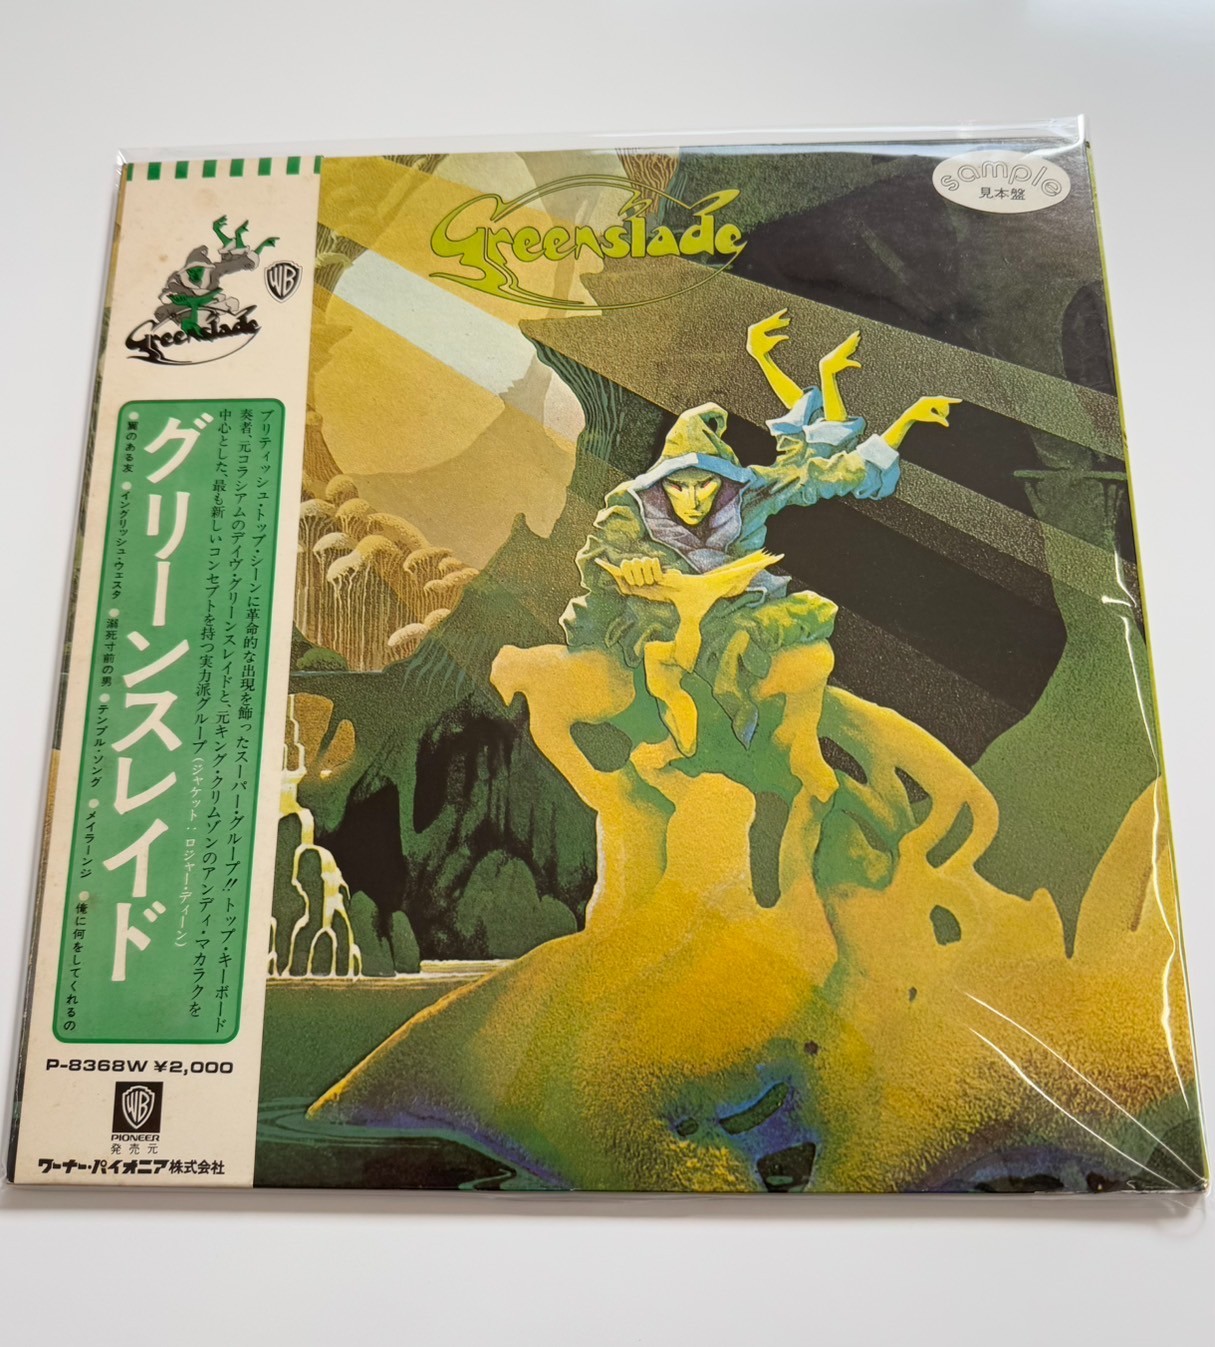 Greenslade
sample
見本盤
WB
Greenslade
グリーンスレイド
ブリティッシュ・トップ・シーンに革命的な出現を飾ったスーパー・グループ!!トップ・キーボード
奏者、元コラシアムのデイヴ・グリーンスレイドと、元キング・クリムゾンのアンディ・マカラクを
中心とした、最も新しいコンセプトを持つ実力派グループ(ジャケット:ロジャー・ディーン)
●翼のある友 ●イングリッシュ・ウェスタ ●溺死寸前の男 ●テンプル・ソング ●メイラーンジ ●俺に何をしてくれるの
P-8368W ¥2,000
WB
PIONEER
発売元
ワーナー・パイオニア株式会社